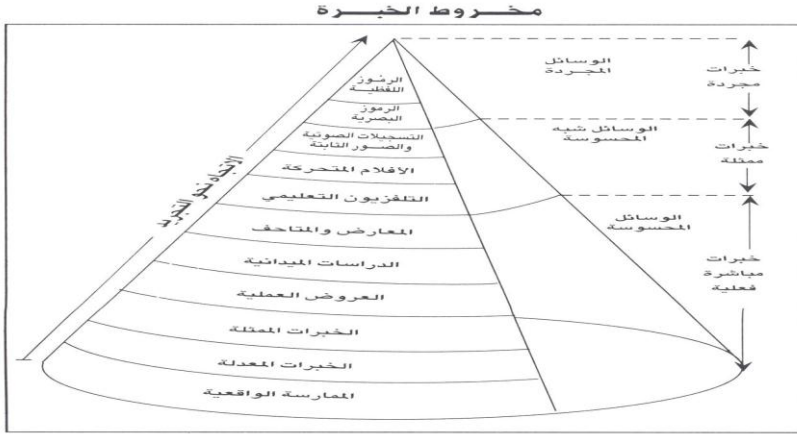 مخروط الخبرة
الرموز
اللفظية
الرموز
البصرية
التسجيلات الصوتية
والصور الثابتة
الأفلام المتحركة
التلفزيون التعليمي
المعارض والمتاحف
الدراسات الميدانية
العروض العملية
الخبرات الممثلة
الخبرات المعدلة
الممارسة الواقعية
الاتجاه نحو التجريد
الوسائل
المجردة
الوسائل شبه
المحسوسة
الوسائل
المحسوسة
خبرات
مجردة
خبرات
ممثلة
خبرات
مباشرة
فعلية